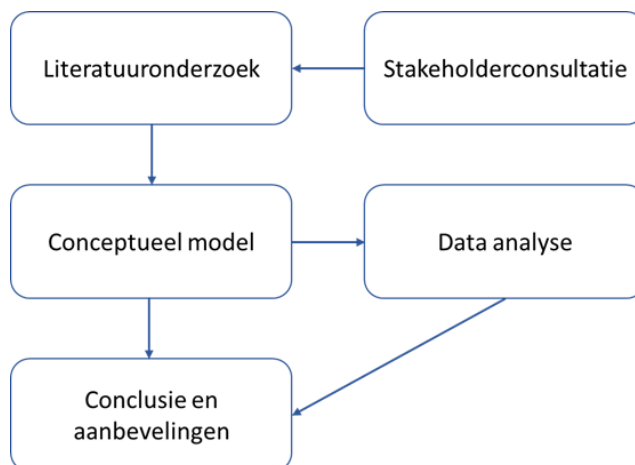 Literatuuronderzoek
Stakeholderconsultatie
Conceptueel model
Data analyse
Conclusie en
aanbevelingen